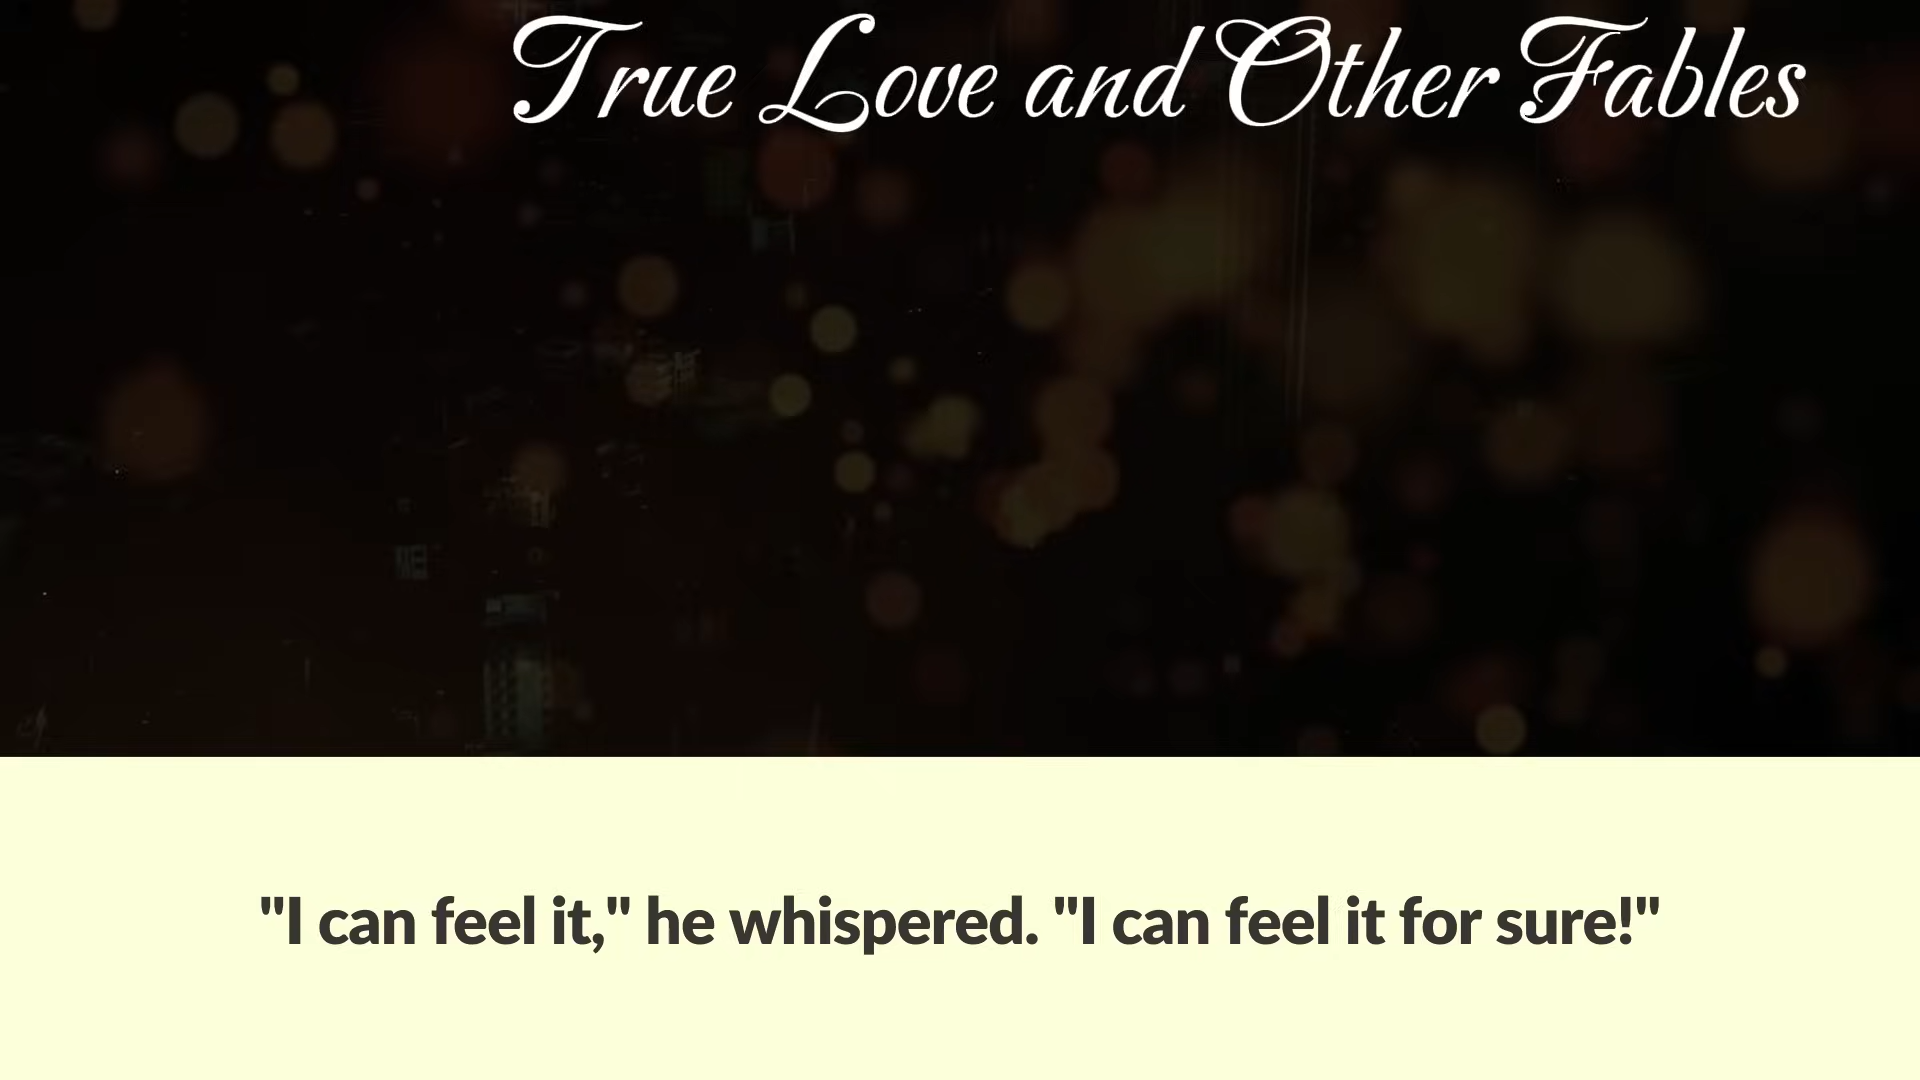 True Love and Other Fables
"I can feel it," he whispered. "I can feel it for sure!"